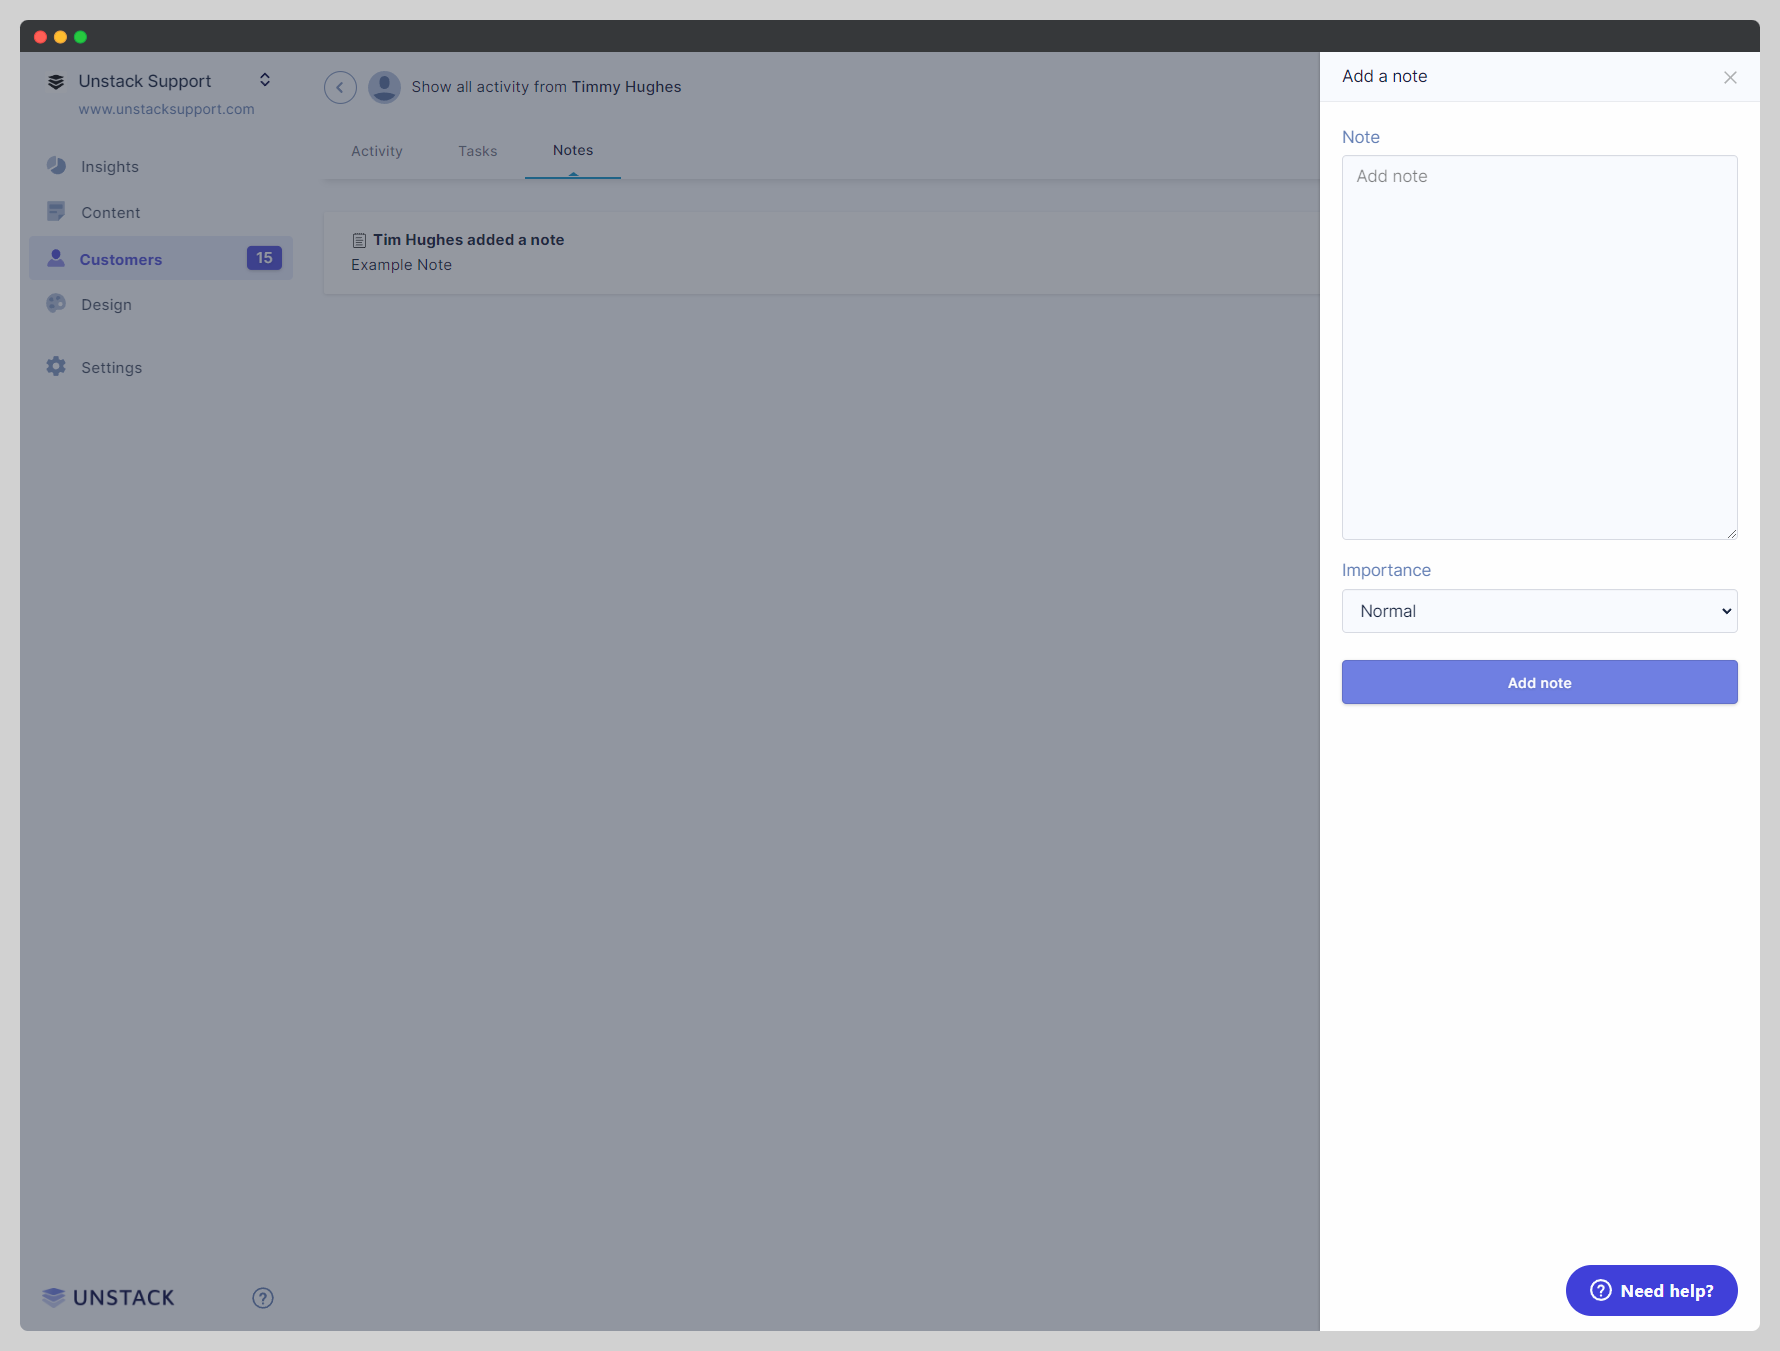 Unstack Support
www.unstacksupport.com
Insights
Content
Customers 15
Design
Settings
UNSTACK
?
Show all activity from Timmy Hughes
Activity Tasks Notes
Tim Hughes added a note
Example Note
Add a note
Note
Add note
Importance
Normal
Add note
? Need help?